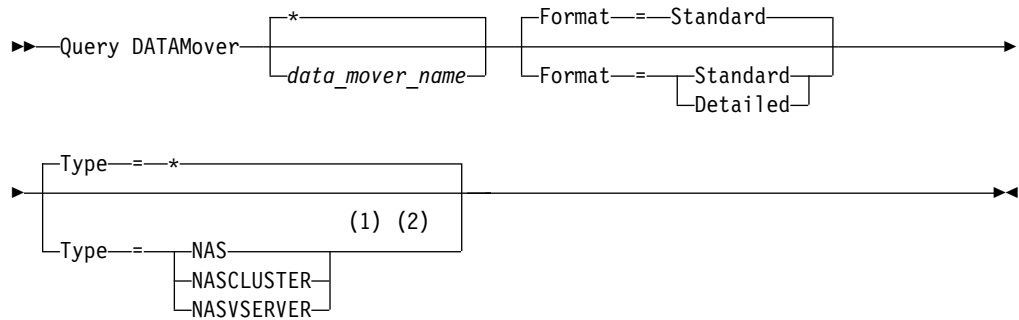 * Format = Standard
Query DATAMover
data_mover_name Format = Standard
Detailed
Type = *
(1) (2)
Type = NAS
NASCLUSTER
NASVSERVER